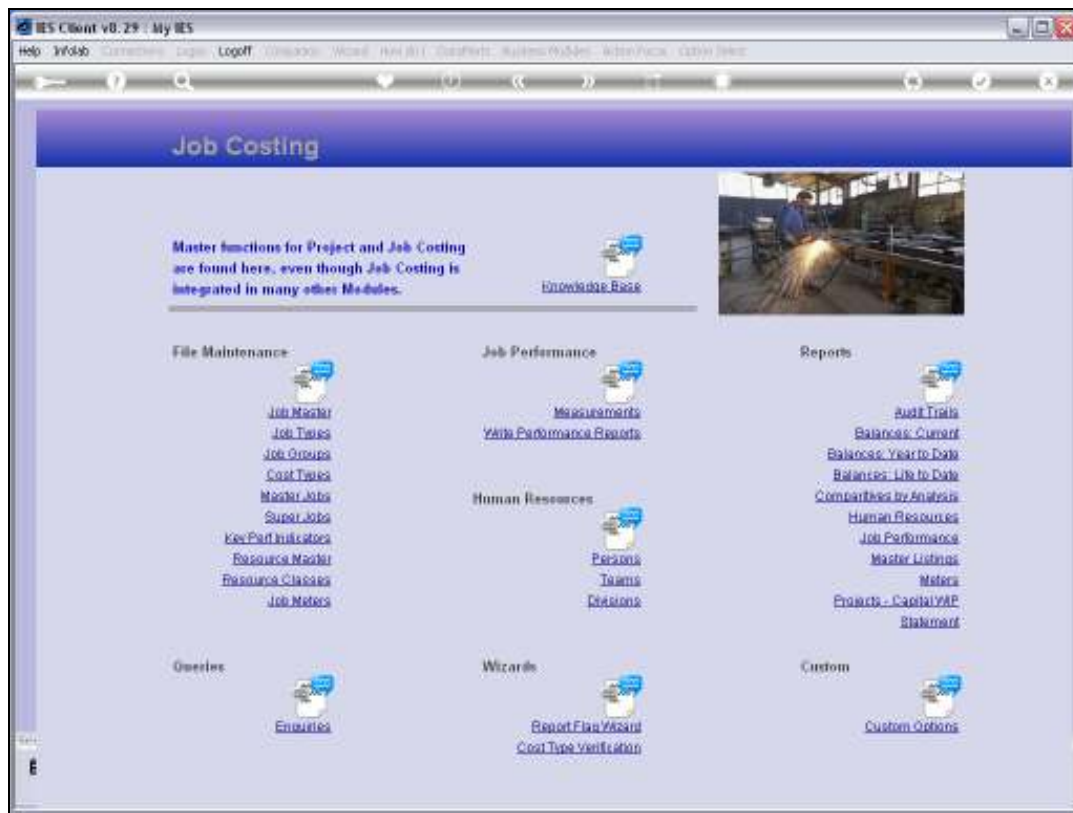 IES Client v8.29 : My IES
Help Infolab Logoff
Job Costing
Master functions for Project and Job Costing
are found here, even though Job Costing is
integrated in many other Modules.
Knowledge Base
File Maintenance
Job Master
Job Types
Job Groups
Cost Types
Master Jobs
Super Jobs
Key Perf Indicators
Resource Master
Resource Classes
Job Meters
Job Performance
Measurements
Write Performance Reports
Human Resources
Persons
Teams
Divisions
Reports
Audit Trails
Balances: Current
Balances: Year to Date
Balances: Life to Date
Comparitives by Analysis
Human Resources
Job Performance
Master Listings
Meters
Projects - Capital WIP
Statement
Queries
Enquiries
Wizards
Report Flag Wizard
Cost Type Verification
Custom
Custom Options